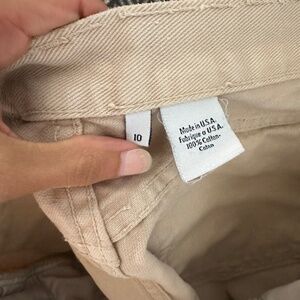 10
Made in U.S.A.
Fabriqué o U.S.A.
100% Cotton-
Coton